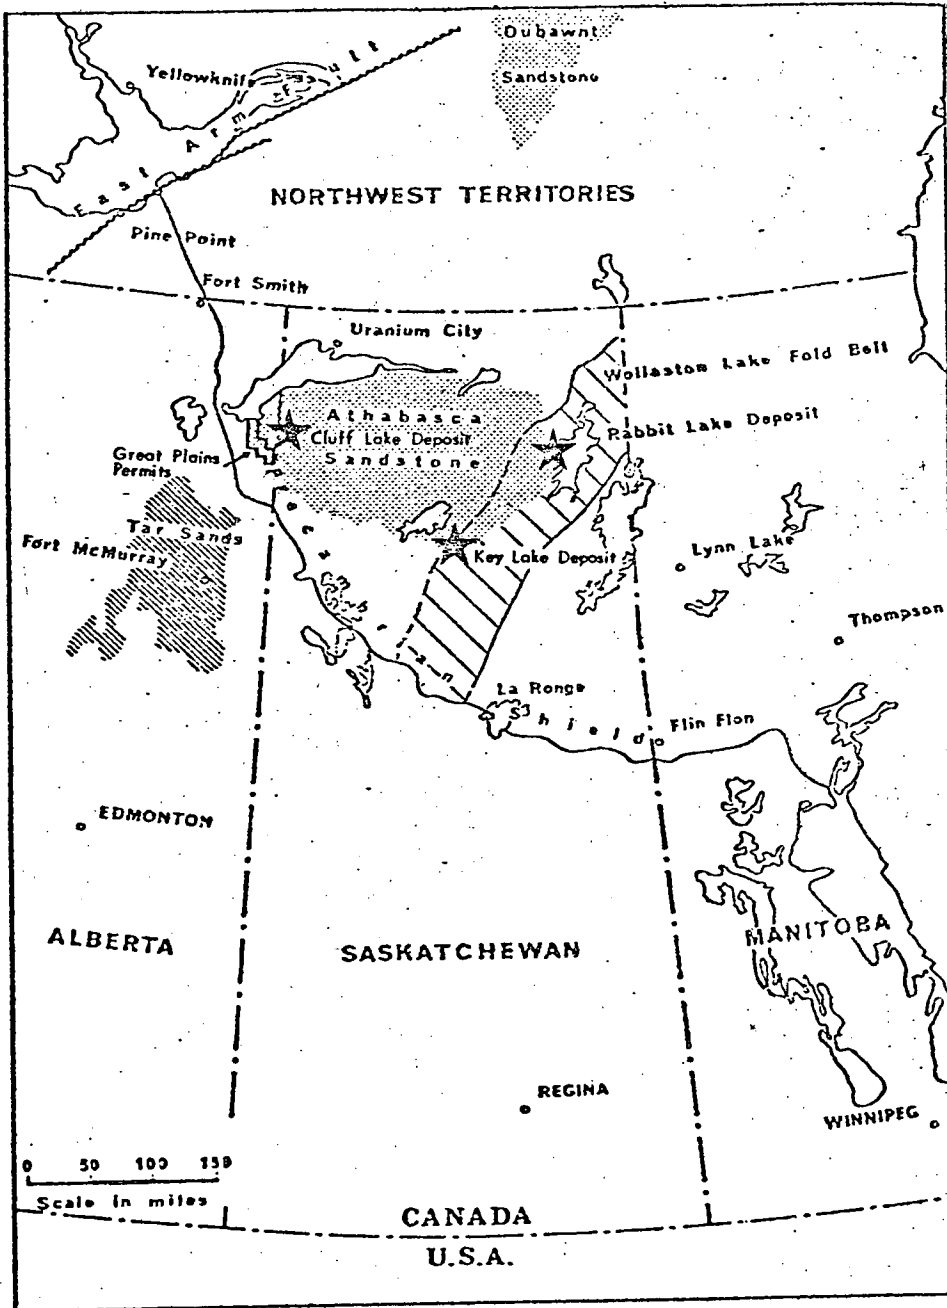 Dubawnt
Sandstone
Yellowknife
East Arm Fault
NORTHWEST TERRITORIES
Pine Point
Fort Smith
Uranium City
Wollaston Lake Fold Belt
Athabasca
Cluff Lake Deposit
Sandstone
Rabbit Lake Deposit
Great Plains
Permits
Tar Sands
Fort McMurray
Key Lake Deposit
Lynn Lake
Thompson
Precambrian Shield
La Ronge
Flin Flon
EDMONTON
ALBERTA
SASKATCHEWAN
MANITOBA
REGINA
WINNIPEG
0 50 100 150
Scale in miles
CANADA
U.S.A.